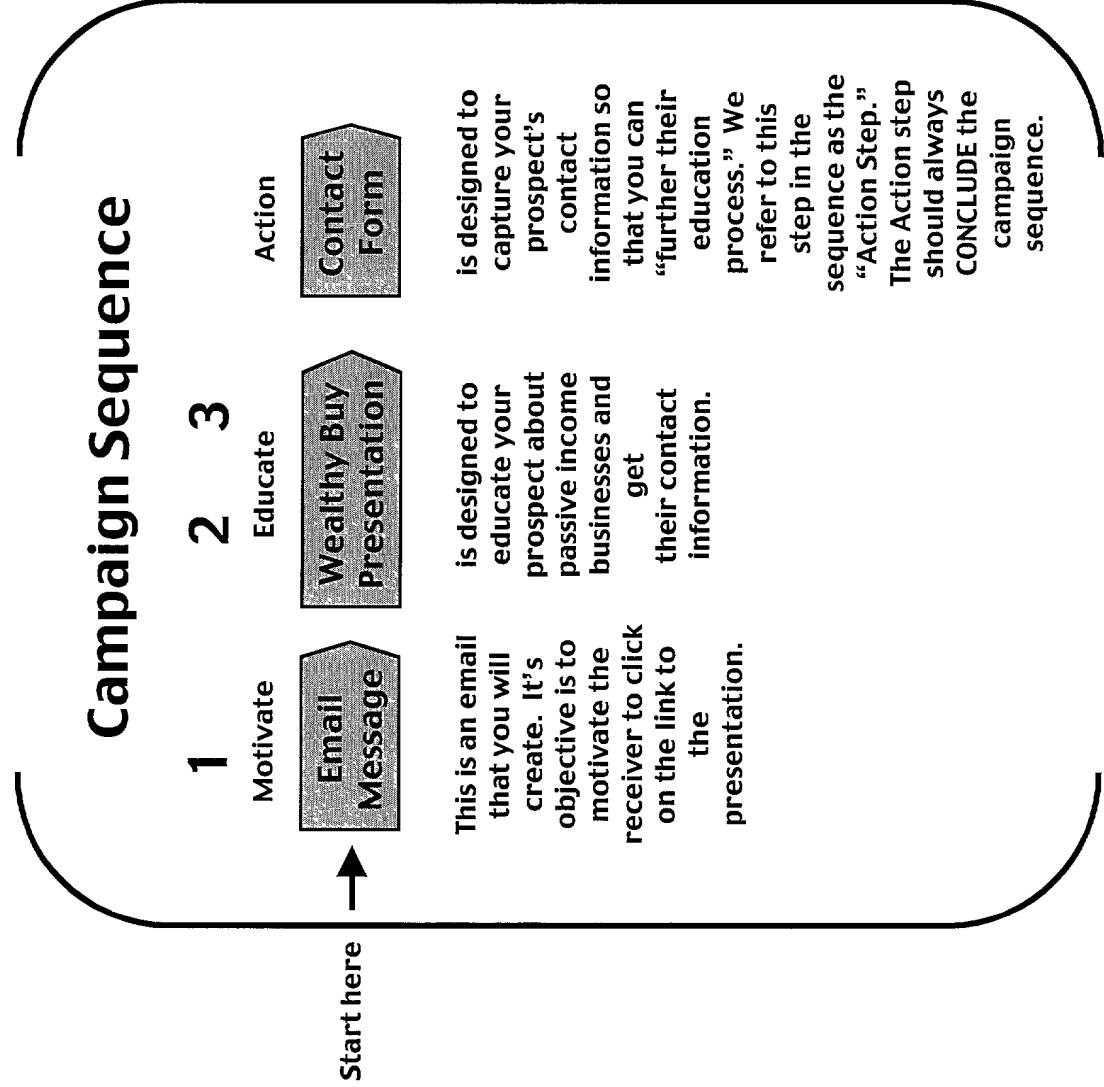 Campaign Sequence
1 2 3
Motivate Educate Action
Start here
Email
Message
Wealthy Buy
Presentation
Contact
Form
This is an email
that you will
create. It's
objective is to
motivate the
receiver to click
on the link to
the
presentation.
is designed to
educate your
prospect about
passive income
businesses and
get
their contact
information.
is designed to
capture your
prospect's
contact
information so
that you can
“further their
education
process.” We
refer to this
step in the
sequence as the
“Action Step.”
The Action step
should always
CONCLUDE the
campaign
sequence.